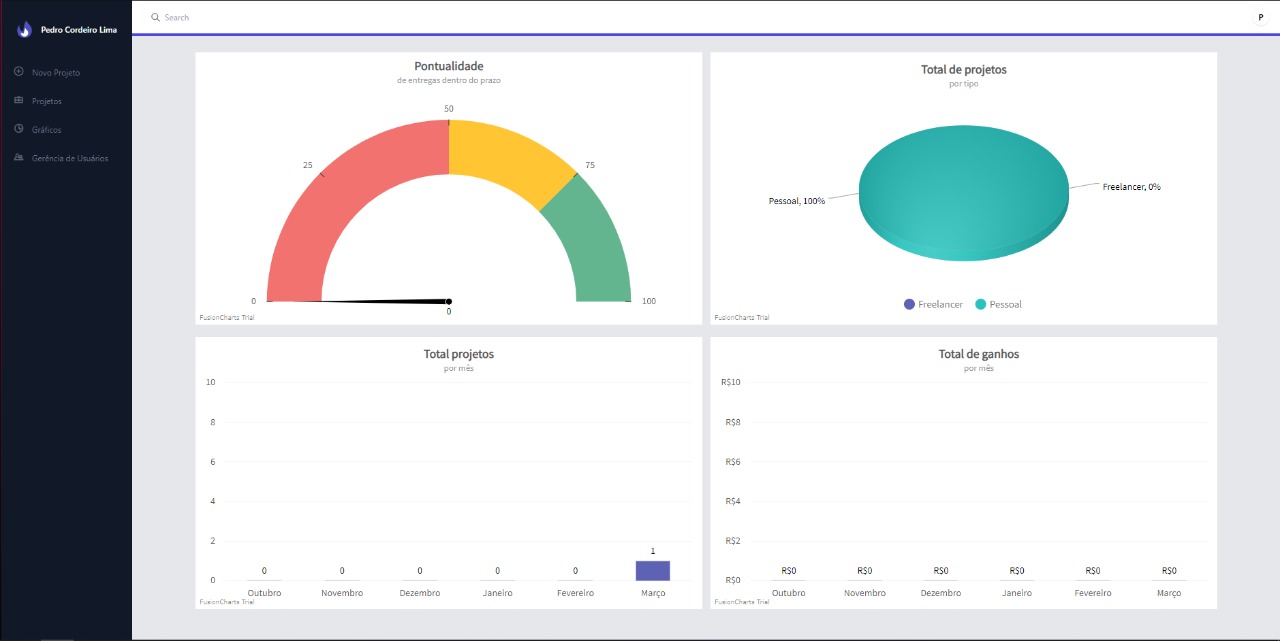 Pedro Cordeiro Lima
Search
P
Novo Projeto
Projetos
Gráficos
Gerência de Usuários
Pontualidade
de entregas dentro do prazo
50
25
75
0
100
0
FusionCharts Trial
Total de projetos
por tipo
Pessoal, 100%
Freelancer, 0%
Freelancer
Pessoal
FusionCharts Trial
Total projetos
por mês
10
8
6
4
2
0
0 0 0 0 0 1
Outubro Novembro Dezembro Janeiro Fevereiro Março
FusionCharts Trial
Total de ganhos
por mês
R$10
R$8
R$6
R$4
R$2
R$0
R$0 R$0 R$0 R$0 R$0 R$0
Outubro Novembro Dezembro Janeiro Fevereiro Março
FusionCharts Trial